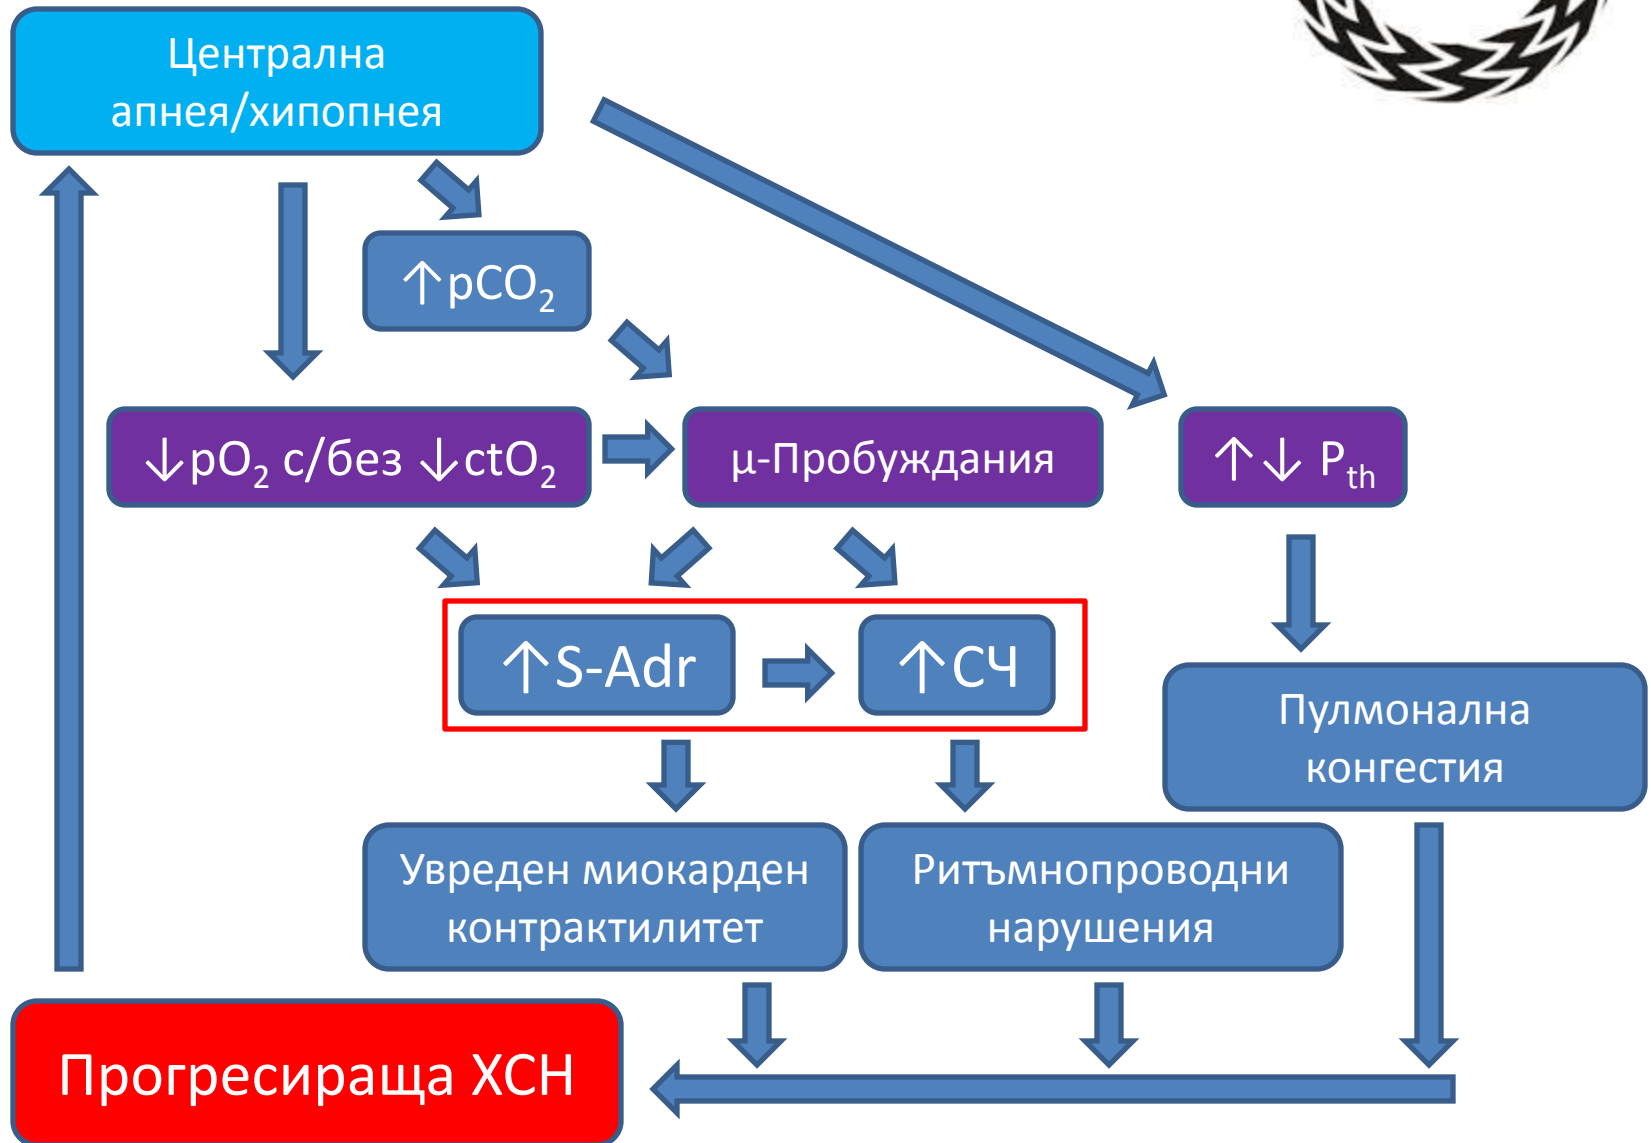 Централна
апнея/хипопнея
↑pCO₂
↓pO₂ с/без ↓ctO₂
μ-Пробуждания
↑↓ P_th
↑S-Adr
↑СЧ
Пулмонална
конгестия
Увреден миокарден
контрактилитет
Ритъмнопроводни
нарушения
Прогресираща ХСН